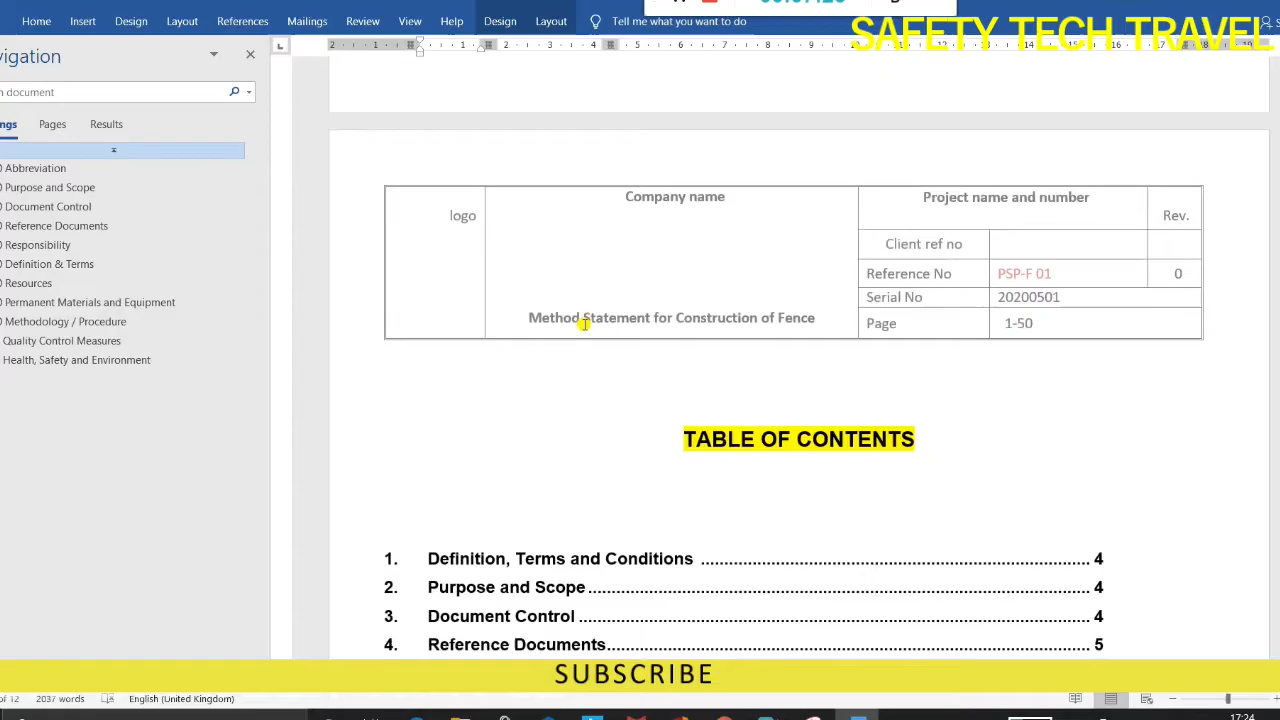 SAFETY TECH TRAVEL
Home Insert Design Layout References Mailings Review View Help Design Layout Tell me what you want to do
vigation
n document
ngs Pages Results
Abbreviation
Purpose and Scope
Document Control
Reference Documents
Responsibility
Definition & Terms
Resources
Permanent Materials and Equipment
Methodology / Procedure
Quality Control Measures
Health, Safety and Environment
logo
Company name
Method Statement for Construction of Fence
Project name and number
Rev.
Client ref no
Reference No PSP-F 01 0
Serial No 20200501
Page 1-50
TABLE OF CONTENTS
1. Definition, Terms and Conditions ........................................ 4
2. Purpose and Scope ........................................ 4
3. Document Control ........................................ 4
4. Reference Documents ........................................ 5
SUBSCRIBE
of 12 2037 words English (United Kingdom)
17:24